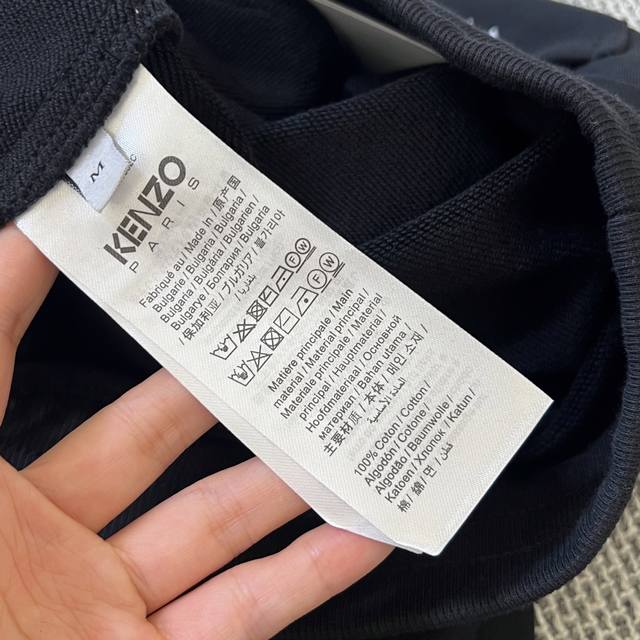 M
KENZO
PARIS
Fabriqué au / Made in / 原产国
Bulgarie / Bulgaria / Bulgaria /
Bulgaria / Bulgaria / Bulgarien /
Bulgarye / Болгария / Bulgaria
/ 保加利亚 / ブルガリア / 불가리아
Matière principale / Main
material / Material principal /
Materiale principale / Material
principal / Hauptmaterial /
Hoofdmateriaal / Основной
материал / Bahan utama /
主要材质 / 本体 / 메인 소재 /
100% Coton / Cotton /
Algodón / Cotone /
Algodão / Baumwolle /
Katoen / Хлопок / Katun /
棉 / 綿 / 면 / قطن